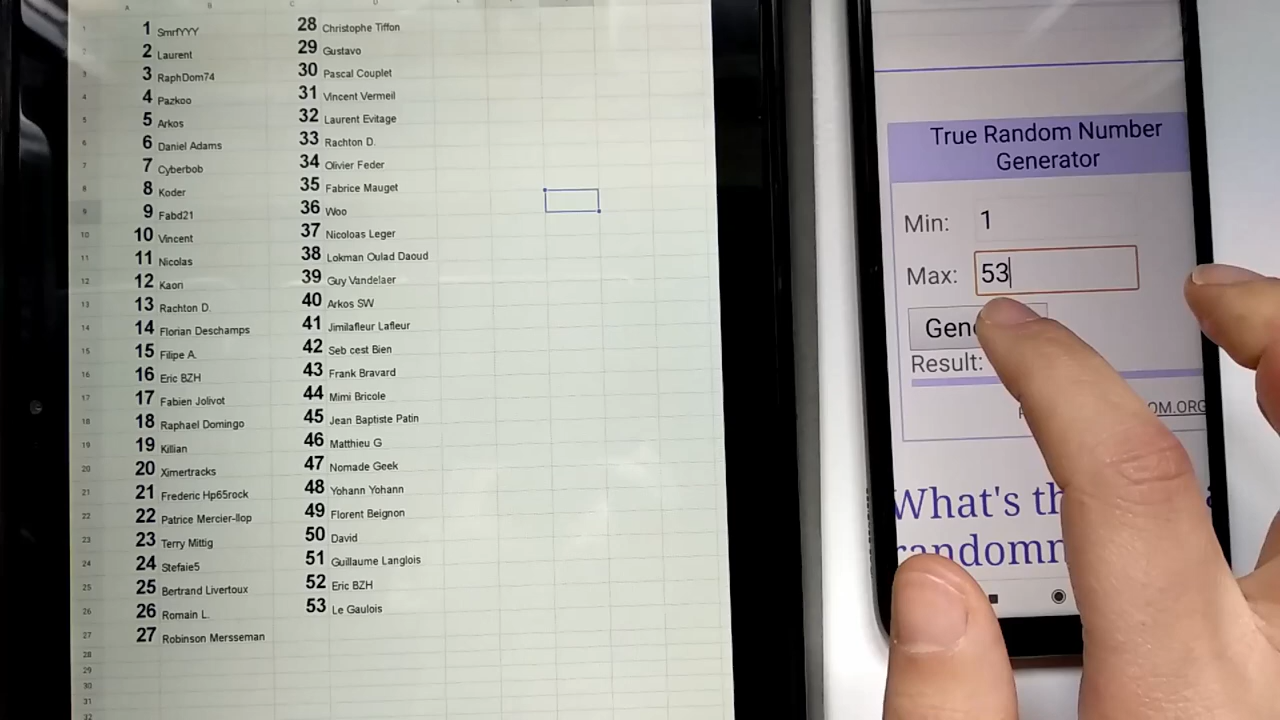 1 SmrfYYY
2 Laurent
3 RaphDom74
4 Pazkoo
5 Arkos
6 Daniel Adams
7 Cyberbob
8 Koder
9 Fabd21
10 Vincent
11 Nicolas
12 Kaori
13 Rachton D.
14 Florian Deschamps
15 Filipe A.
16 Eric BZH
17 Fabien Jolivot
18 Raphael Domingo
19 Killian
20 Ximertracks
21 Frederic Hp65rock
22 Patrice Mercier-llop
23 Terry Mittig
24 Stefaie5
25 Bertrand Livertoux
26 Romain L.
27 Robinson Mersseman
28 Christophe Tiffon
29 Gustavo
30 Pascal Couplet
31 Vincent Vermeil
32 Laurent Evitage
33 Rachton D.
34 Olivier Feder
35 Fabrice Mauget
36 Woo
37 Nicoloas Leger
38 Lokman Oulad Daoud
39 Guy Vandelaer
40 Arkos SW
41 Jimilafleur Lafleur
42 Seb cest Bien
43 Frank Bravard
44 Mimi Bricole
45 Jean Baptiste Patin
46 Matthieu G
47 Nomade Geek
48 Yohann Yohann
49 Florent Beignon
50 David
51 Guillaume Langlois
52 Eric BZH
53 Le Gaulois
True Random Number
Generator
Min: 1
Max: 53
Result:
OM.ORG
What's